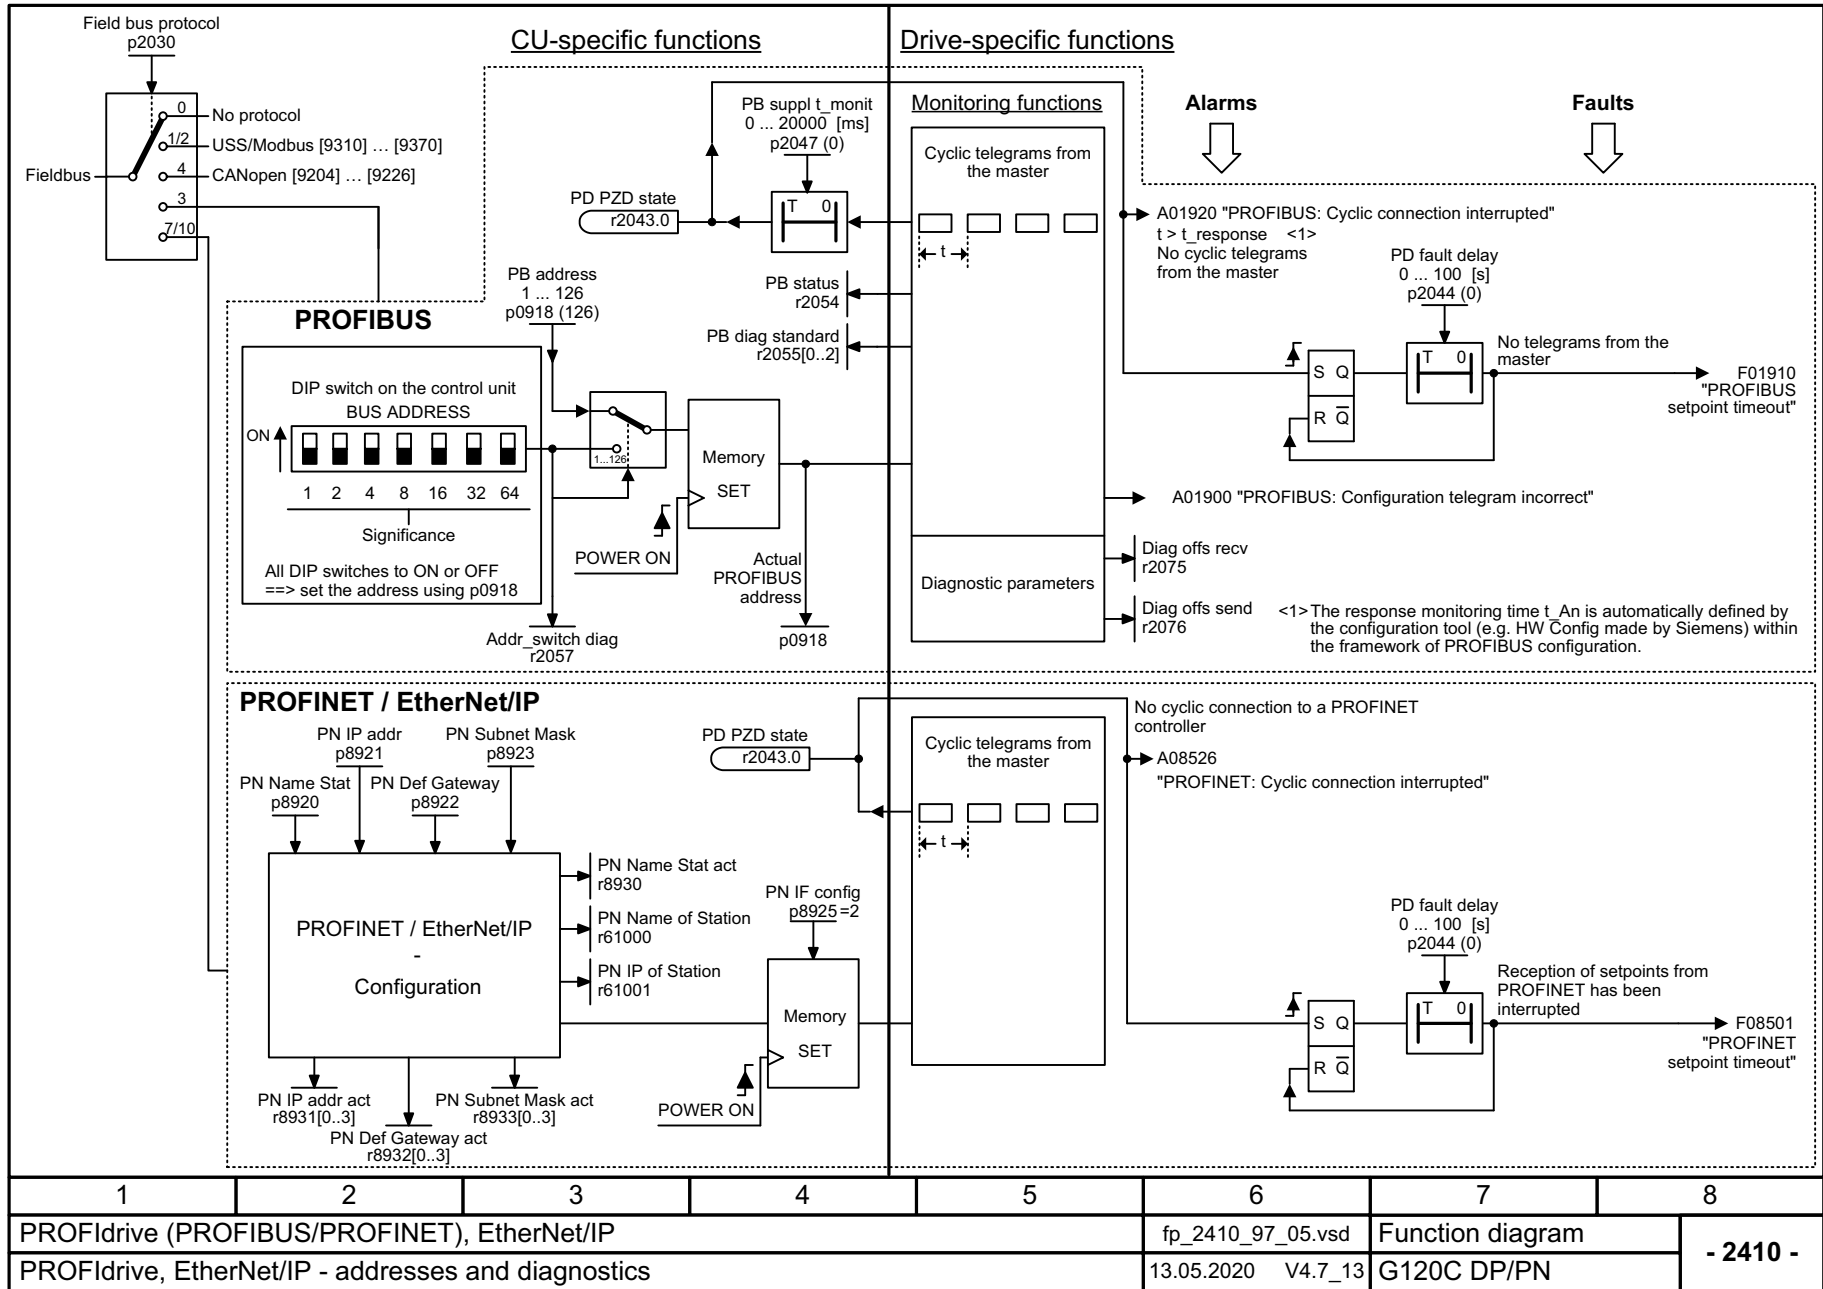 Field bus protocol
p2030
CU-specific functions
Drive-specific functions
0
No protocol
1/2
USS/Modbus [9310] … [9370]
Fieldbus
4
CANopen [9204] … [9226]
3
7/10
PB suppl t_monit
0 ... 20000 [ms]
p2047 (0)
Monitoring functions
Alarms
Faults
Cyclic telegrams from
the master
PD PZD state
r2043.0
T 0
t
A01920 "PROFIBUS: Cyclic connection interrupted"
t > t_response <1>
No cyclic telegrams
from the master
PD fault delay
0 ... 100 [s]
p2044 (0)
PB address
1 ... 126
p0918 (126)
PB status
r2054
PB diag standard
r2055[0..2]
PROFIBUS
DIP switch on the control unit
BUS ADDRESS
ON
1 2 4 8 16 32 64
Significance
All DIP switches to ON or OFF
==> set the address using p0918
1...126
Memory
SET
POWER ON
Actual
PROFIBUS
address
p0918
Addr_switch diag
r2057
S Q
R Q
T 0
No telegrams from the
master
F01910
"PROFIBUS
setpoint timeout"
A01900 "PROFIBUS: Configuration telegram incorrect"
Diagnostic parameters
Diag offs recv
r2075
Diag offs send
r2076
<1> The response monitoring time t_An is automatically defined by
the configuration tool (e.g. HW Config made by Siemens) within
the framework of PROFIBUS configuration.
PROFINET / EtherNet/IP
PN IP addr
p8921
PN Subnet Mask
p8923
PN Name Stat
p8920
PN Def Gateway
p8922
PD PZD state
r2043.0
Cyclic telegrams from
the master
t
No cyclic connection to a PROFINET
controller
A08526
"PROFINET: Cyclic connection interrupted"
PROFINET / EtherNet/IP
-
Configuration
PN Name Stat act
r8930
PN Name of Station
r61000
PN IP of Station
r61001
PN IF config
p8925 =2
Memory
SET
POWER ON
PN IP addr act
r8931[0..3]
PN Subnet Mask act
r8933[0..3]
PN Def Gateway act
r8932[0..3]
PD fault delay
0 ... 100 [s]
p2044 (0)
S Q
R Q
T 0
Reception of setpoints from
PROFINET has been
interrupted
F08501
"PROFINET
setpoint timeout"
1 2 3 4 5 6 7 8
PROFIdrive (PROFIBUS/PROFINET), EtherNet/IP
fp_2410_97_05.vsd
Function diagram
- 2410 -
PROFIdrive, EtherNet/IP - addresses and diagnostics
13.05.2020 V4.7_13
G120C DP/PN